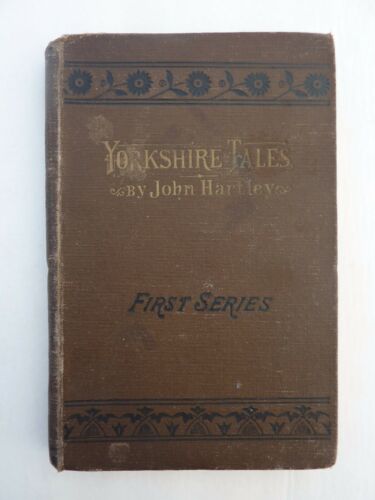 YORKSHIRE TALES
BY John Hartley
FIRST SERIES